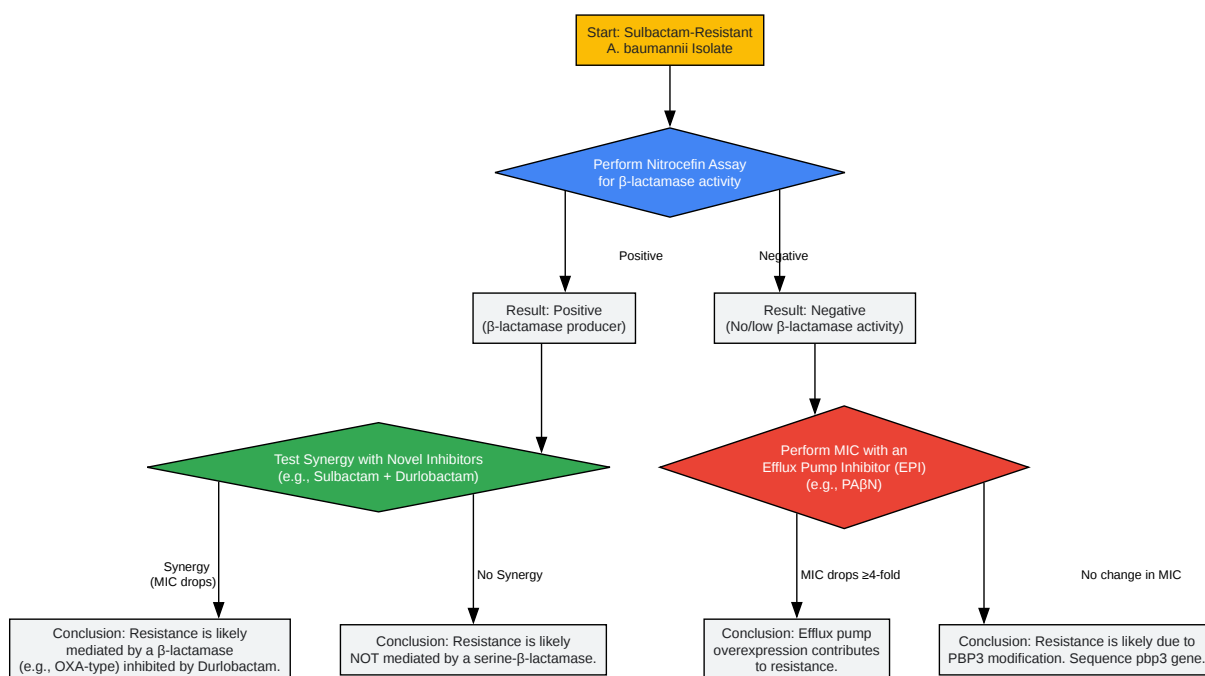 Start: Sulbactam-Resistant
A. baumannii Isolate
Perform Nitrocefin Assay
for β-lactamase activity
Positive
Negative
Result: Positive
(β-lactamase producer)
Result: Negative
(No/low β-lactamase activity)
Test Synergy with Novel Inhibitors
(e.g., Sulbactam + Durlobactam)
Perform MIC with an
Efflux Pump Inhibitor (EPI)
(e.g., PAβN)
Synergy
(MIC drops)
No Synergy
MIC drops ≥4-fold
No change in MIC
Conclusion: Resistance is likely
mediated by a β-lactamase
(e.g., OXA-type) inhibited by Durlobactam.
Conclusion: Resistance is likely
NOT mediated by a serine-β-lactamase.
Conclusion: Efflux pump
overexpression contributes
to resistance.
Conclusion: Resistance is likely due to
PBP3 modification. Sequence pbp3 gene.